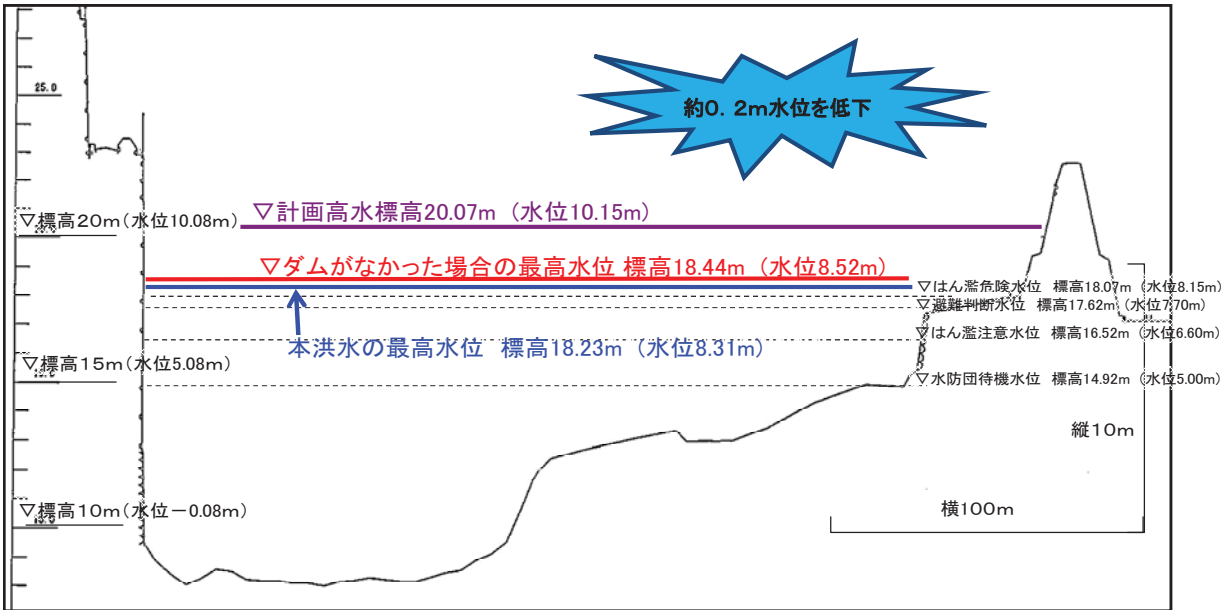 25.0
約0.2m水位を低下
▽標高20m(水位10.08m)
▽計画高水標高20.07m (水位10.15m)
▽ダムがなかった場合の最高水位 標高18.44m (水位8.52m)
▽はん濫危険水位 標高18.07m (水位8.15m)
▽避難判断水位 標高17.62m (水位7.70m)
▽はん濫注意水位 標高16.52m (水位6.60m)
本洪水の最高水位 標高18.23m (水位8.31m)
▽標高15m(水位5.08m)
▽水防団待機水位 標高14.92m (水位5.00m)
縦10m
▽標高10m(水位-0.08m)
横100m